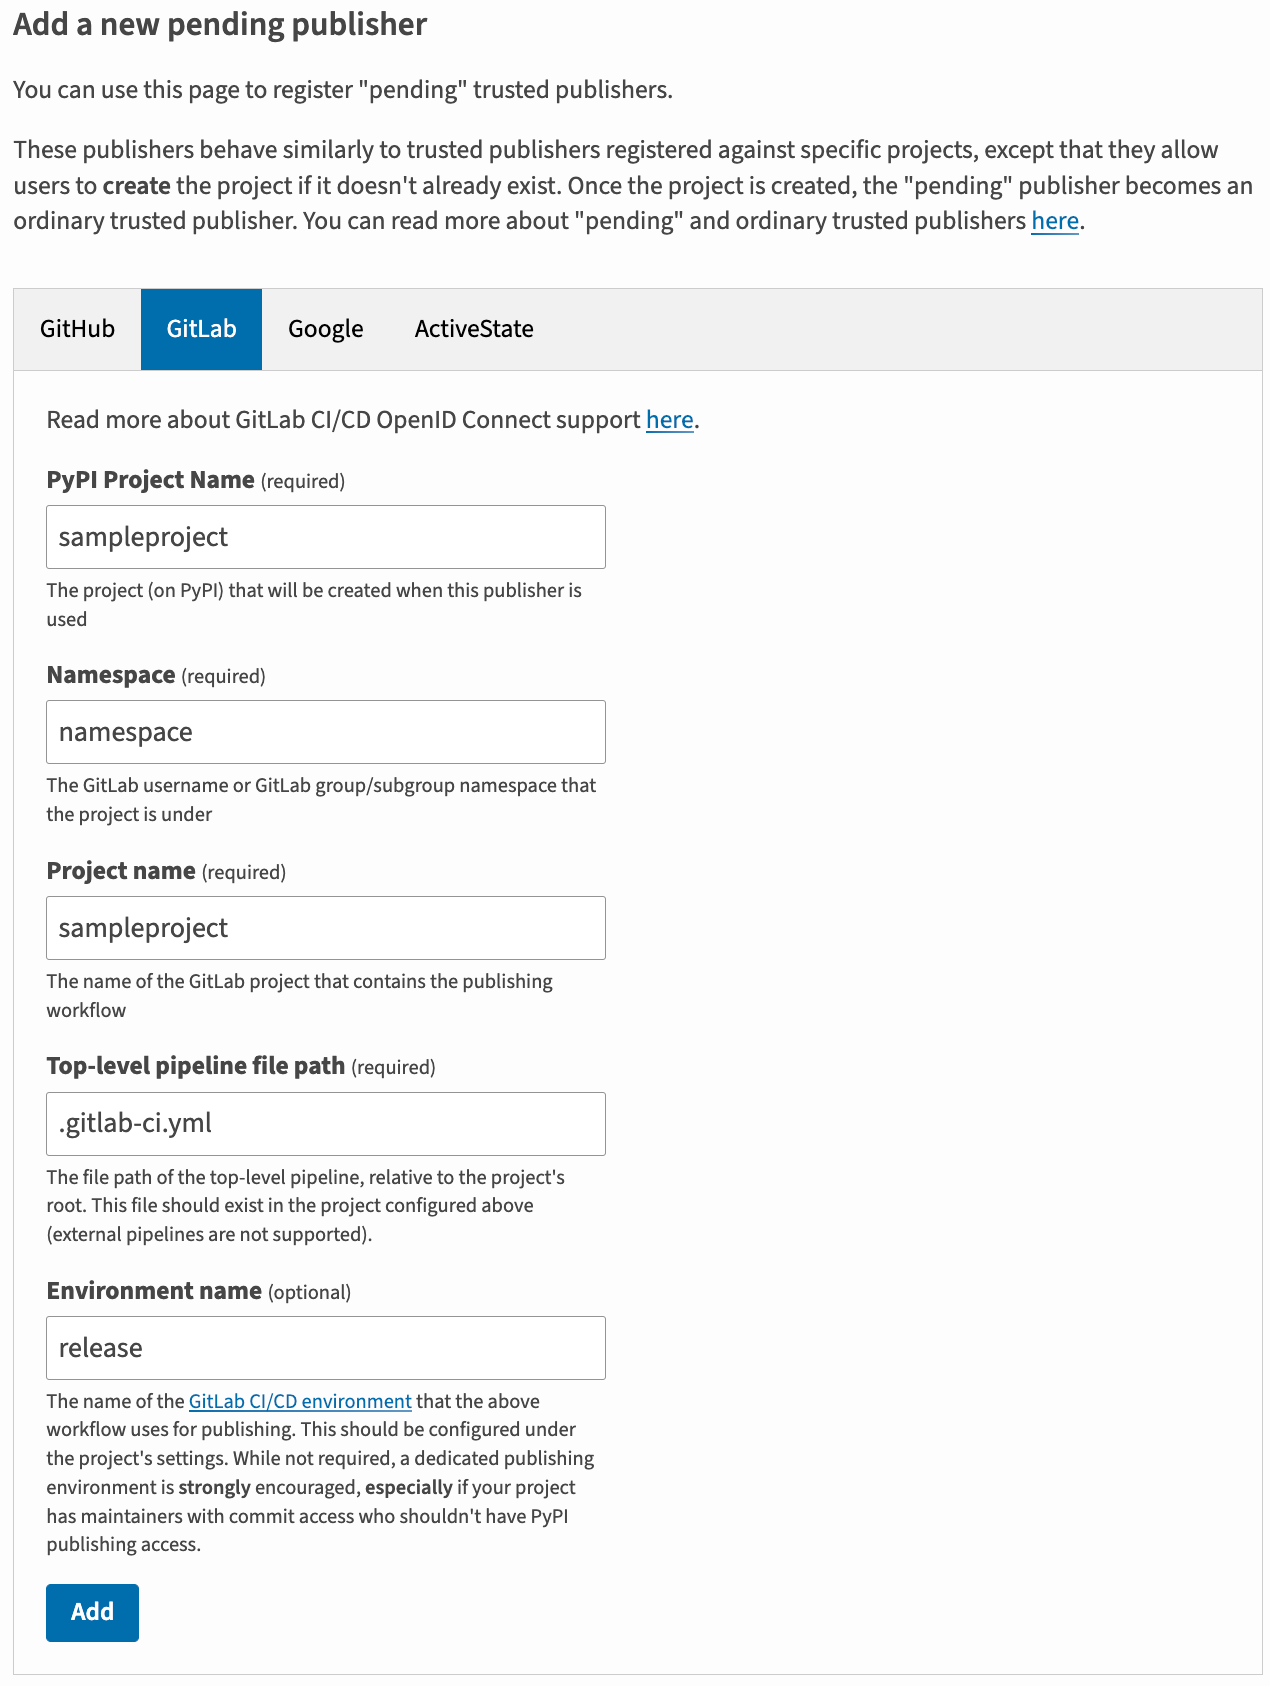 Add a new pending publisher
You can use this page to register "pending" trusted publishers.
These publishers behave similarly to trusted publishers registered against specific projects, except that they allow
users to create the project if it doesn't already exist. Once the project is created, the "pending" publisher becomes an
ordinary trusted publisher. You can read more about "pending" and ordinary trusted publishers here.
GitHub GitLab Google ActiveState
Read more about GitLab CI/CD OpenID Connect support here.
PyPI Project Name (required)
sampleproject
The project (on PyPI) that will be created when this publisher is
used
Namespace (required)
namespace
The GitLab username or GitLab group/subgroup namespace that
the project is under
Project name (required)
sampleproject
The name of the GitLab project that contains the publishing
workflow
Top-level pipeline file path (required)
.gitlab-ci.yml
The file path of the top-level pipeline, relative to the project's
root. This file should exist in the project configured above
(external pipelines are not supported).
Environment name (optional)
release
The name of the GitLab CI/CD environment that the above
workflow uses for publishing. This should be configured under
the project's settings. While not required, a dedicated publishing
environment is strongly encouraged, especially if your project
has maintainers with commit access who shouldn't have PyPI
publishing access.
Add